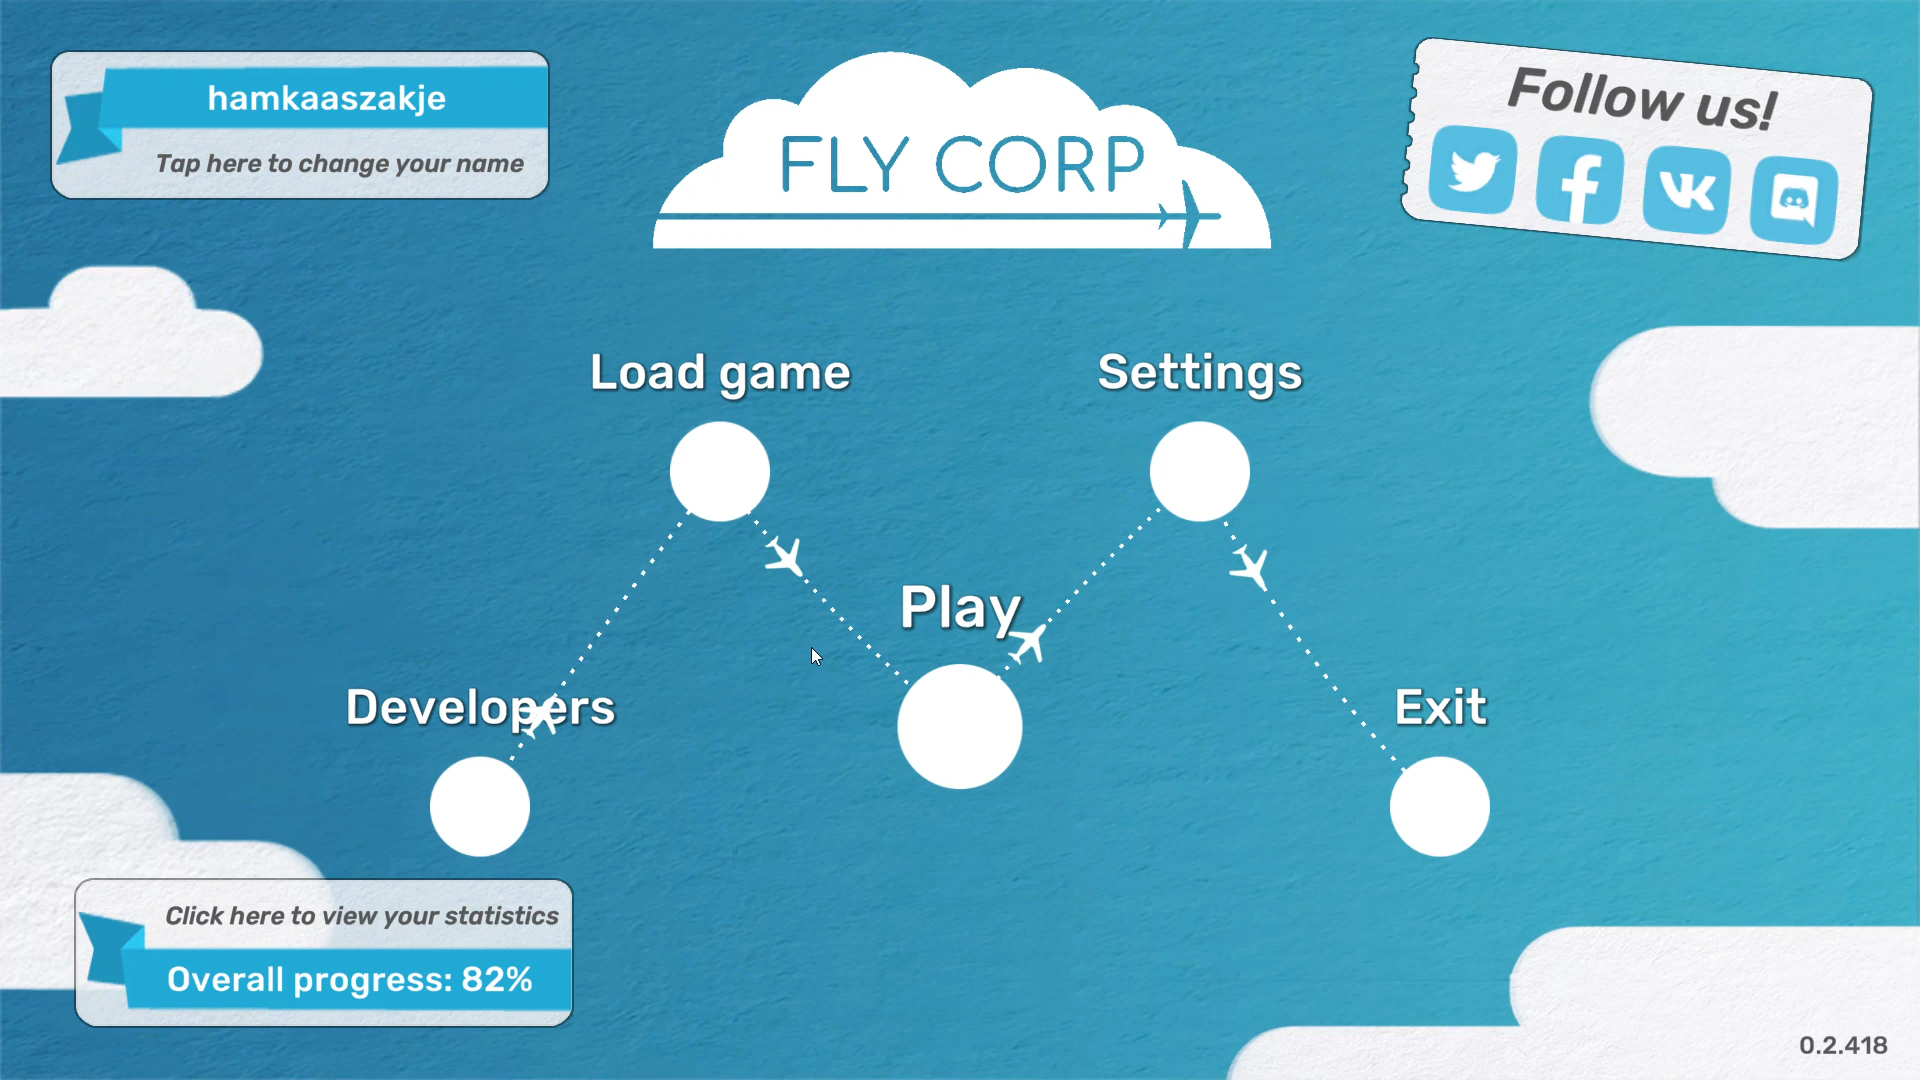 hamkaaszakje
Tap here to change your name
FLY CORP
Follow us!
Load game
Settings
Play
Developers
Exit
Click here to view your statistics
Overall progress: 82%
0.2.418